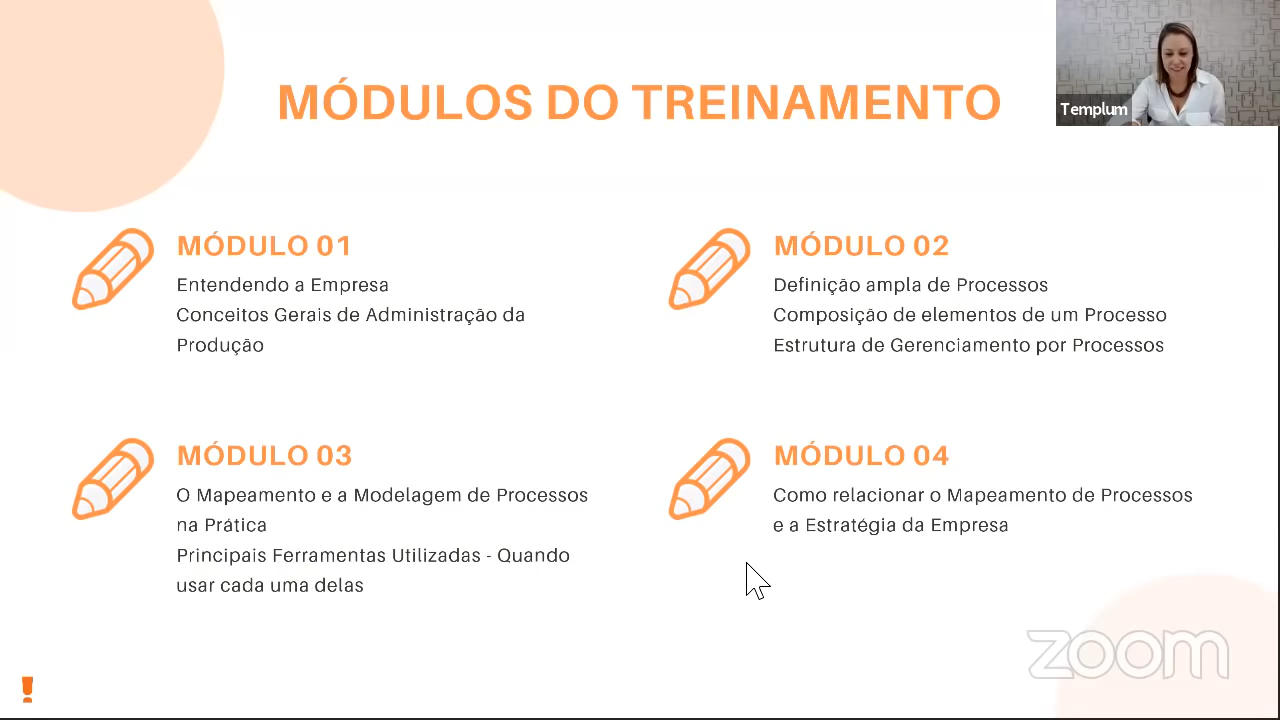 MÓDULOS DO TREINAMENTO
Templum
MÓDULO 01
Entendendo a Empresa
Conceitos Gerais de Administração da
Produção
MÓDULO 02
Definição ampla de Processos
Composição de elementos de um Processo
Estrutura de Gerenciamento por Processos
MÓDULO 03
O Mapeamento e a Modelagem de Processos
na Prática
Principais Ferramentas Utilizadas - Quando
usar cada uma delas
MÓDULO 04
Como relacionar o Mapeamento de Processos
e a Estratégia da Empresa
zoom
!